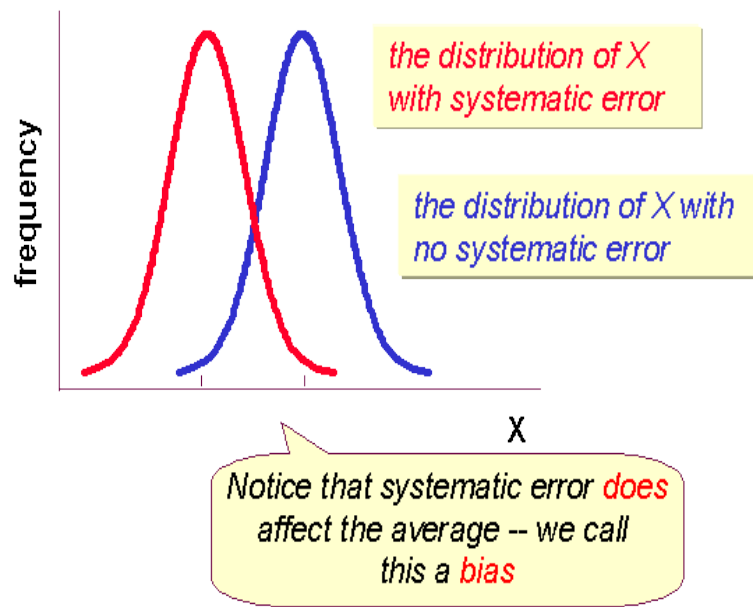 the distribution of X
with systematic error
the distribution of X with
no systematic error
frequency
X
Notice that systematic error does
affect the average -- we call
this a bias